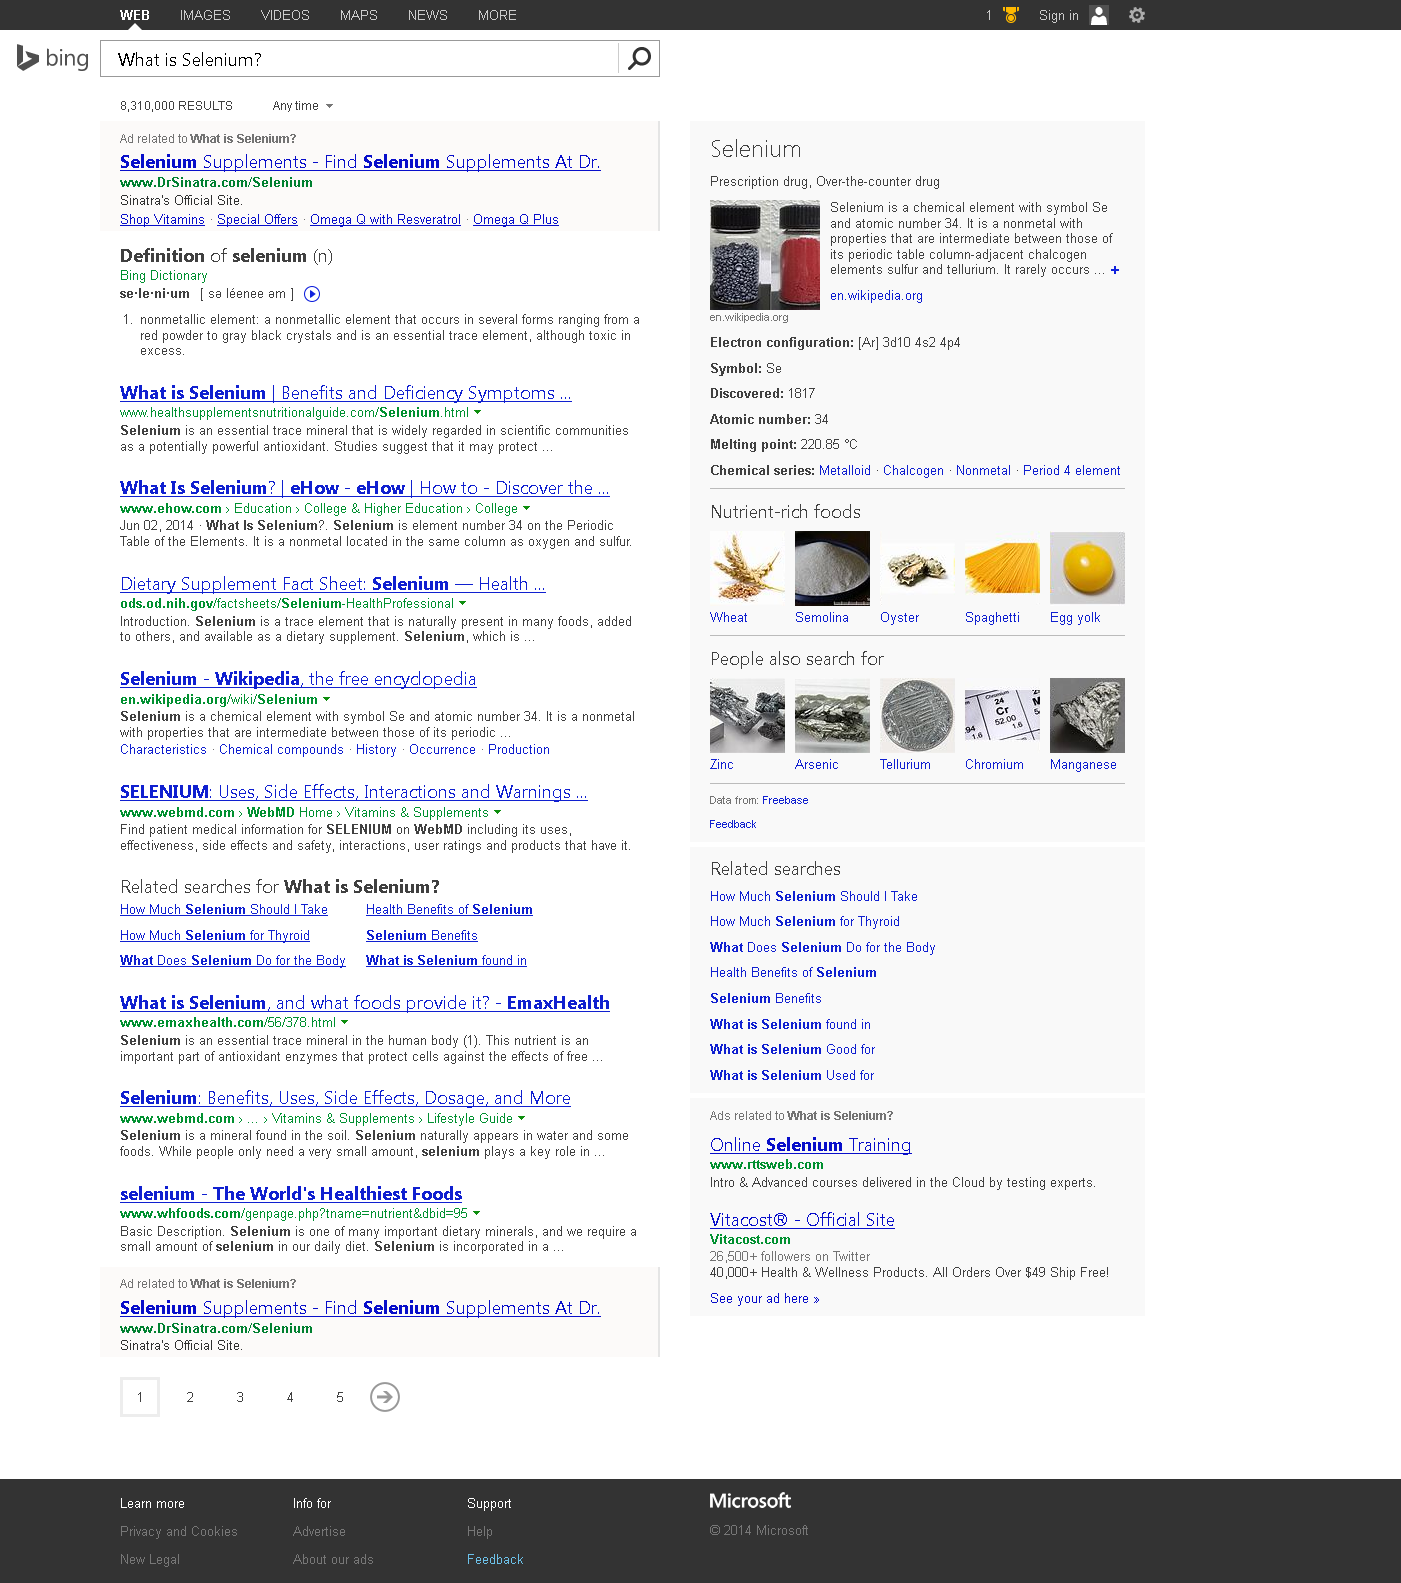 WEB IMAGES VIDEOS MAPS NEWS MORE
1 Sign in
bing
What is Selenium?
8,310,000 RESULTS Any time
Ad related to What is Selenium?
Selenium Supplements - Find Selenium Supplements At Dr.
www.DrSinatra.com/Selenium
Sinatra's Official Site.
Shop Vitamins · Special Offers · Omega Q with Resveratrol · Omega Q Plus
Definition of selenium (n)
Bing Dictionary
se·le·ni·um [ sə léenee əm ]
1. nonmetallic element: a nonmetallic element that occurs in several forms ranging from a
red powder to gray black crystals and is an essential trace element, although toxic in
excess.
What is Selenium | Benefits and Deficiency Symptoms ...
www.healthsupplementsnutritionalguide.com/Selenium.html
Selenium is an essential trace mineral that is widely regarded in scientific communities
as a potentially powerful antioxidant. Studies suggest that it may protect ...
What Is Selenium? | eHow - eHow | How to - Discover the ...
www.ehow.com › Education › College & Higher Education › College
Jun 02, 2014 · What Is Selenium?. Selenium is element number 34 on the Periodic
Table of the Elements. It is a nonmetal located in the same column as oxygen and sulfur.
Dietary Supplement Fact Sheet: Selenium — Health ...
ods.od.nih.gov/factsheets/Selenium-HealthProfessional
Introduction. Selenium is a trace element that is naturally present in many foods, added
to others, and available as a dietary supplement. Selenium, which is ...
Selenium - Wikipedia, the free encyclopedia
en.wikipedia.org/wiki/Selenium
Selenium is a chemical element with symbol Se and atomic number 34. It is a nonmetal
with properties that are intermediate between those of its periodic ...
Characteristics · Chemical compounds · History · Occurrence · Production
SELENIUM: Uses, Side Effects, Interactions and Warnings ...
www.webmd.com › WebMD Home › Vitamins & Supplements
Find patient medical information for SELENIUM on WebMD including its uses,
effectiveness, side effects and safety, interactions, user ratings and products that have it.
Related searches for What is Selenium?
How Much Selenium Should I Take Health Benefits of Selenium
How Much Selenium for Thyroid Selenium Benefits
What Does Selenium Do for the Body What is Selenium found in
What is Selenium, and what foods provide it? - EmaxHealth
www.emaxhealth.com/56/378.html
Selenium is an essential trace mineral in the human body (1). This nutrient is an
important part of antioxidant enzymes that protect cells against the effects of free ...
Selenium: Benefits, Uses, Side Effects, Dosage, and More
www.webmd.com › ... › Vitamins & Supplements › Lifestyle Guide
Selenium is a mineral found in the soil. Selenium naturally appears in water and some
foods. While people only need a very small amount, selenium plays a key role in ...
selenium - The World's Healthiest Foods
www.whfoods.com/genpage.php?tname=nutrient&dbid=95
Basic Description. Selenium is one of many important dietary minerals, and we require a
small amount of selenium in our daily diet. Selenium is incorporated in a ...
Ad related to What is Selenium?
Selenium Supplements - Find Selenium Supplements At Dr.
www.DrSinatra.com/Selenium
Sinatra's Official Site.
1 2 3 4 5
Selenium
Prescription drug, Over-the-counter drug
Selenium is a chemical element with symbol Se
and atomic number 34. It is a nonmetal with
properties that are intermediate between those of
its periodic table column-adjacent chalcogen
elements sulfur and tellurium. It rarely occurs ... +
en.wikipedia.org
en.wikipedia.org
Electron configuration: [Ar] 3d10 4s2 4p4
Symbol: Se
Discovered: 1817
Atomic number: 34
Melting point: 220.85 °C
Chemical series: Metalloid · Chalcogen · Nonmetal · Period 4 element
Nutrient-rich foods
Wheat Semolina Oyster Spaghetti Egg yolk
People also search for
Chromium
24
Cr
52.00
1.6
94
1.6
Zinc Arsenic Tellurium Chromium Manganese
Data from: Freebase
Feedback
Related searches
How Much Selenium Should I Take
How Much Selenium for Thyroid
What Does Selenium Do for the Body
Health Benefits of Selenium
Selenium Benefits
What is Selenium found in
What is Selenium Good for
What is Selenium Used for
Ads related to What is Selenium?
Online Selenium Training
www.rttsweb.com
Intro & Advanced courses delivered in the Cloud by testing experts.
Vitacost® - Official Site
Vitacost.com
26,500+ followers on Twitter
40,000+ Health & Wellness Products. All Orders Over $49 Ship Free!
See your ad here »
Learn more Info for Support Microsoft
Privacy and Cookies Advertise Help © 2014 Microsoft
New Legal About our ads Feedback